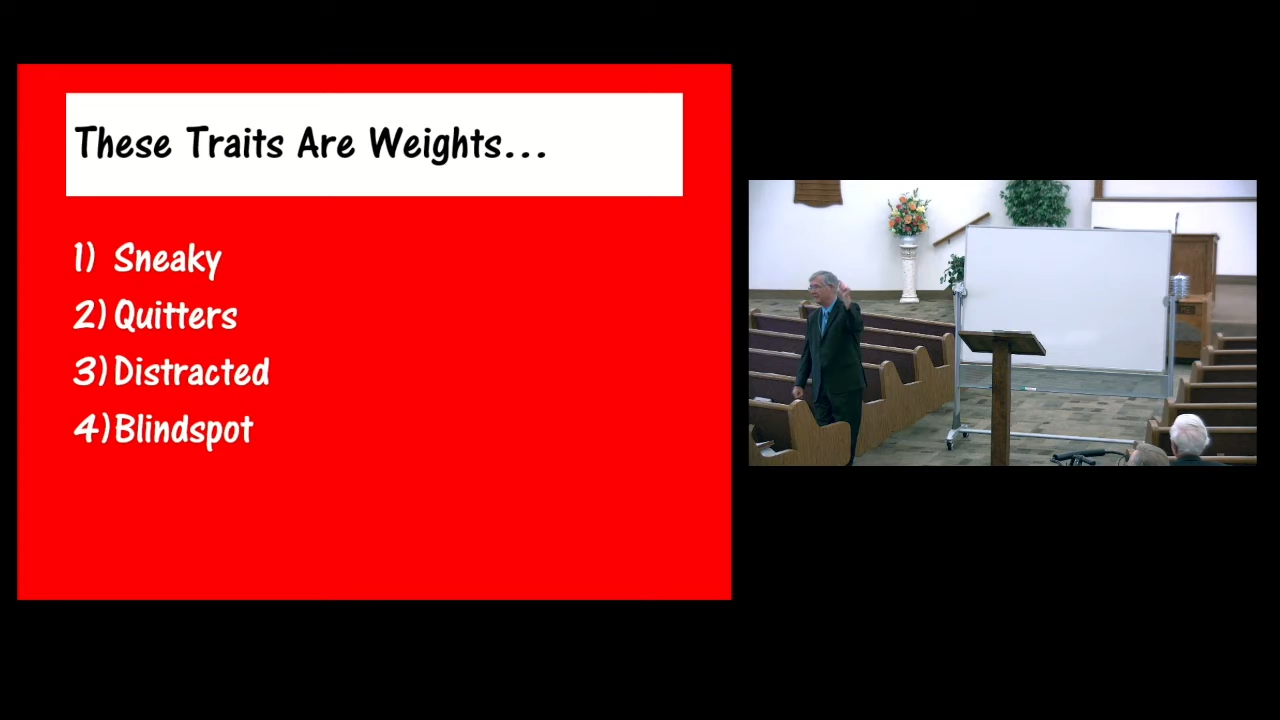 These Traits Are Weights...
1) Sneaky
2) Quitters
3) Distracted
4) Blindspot